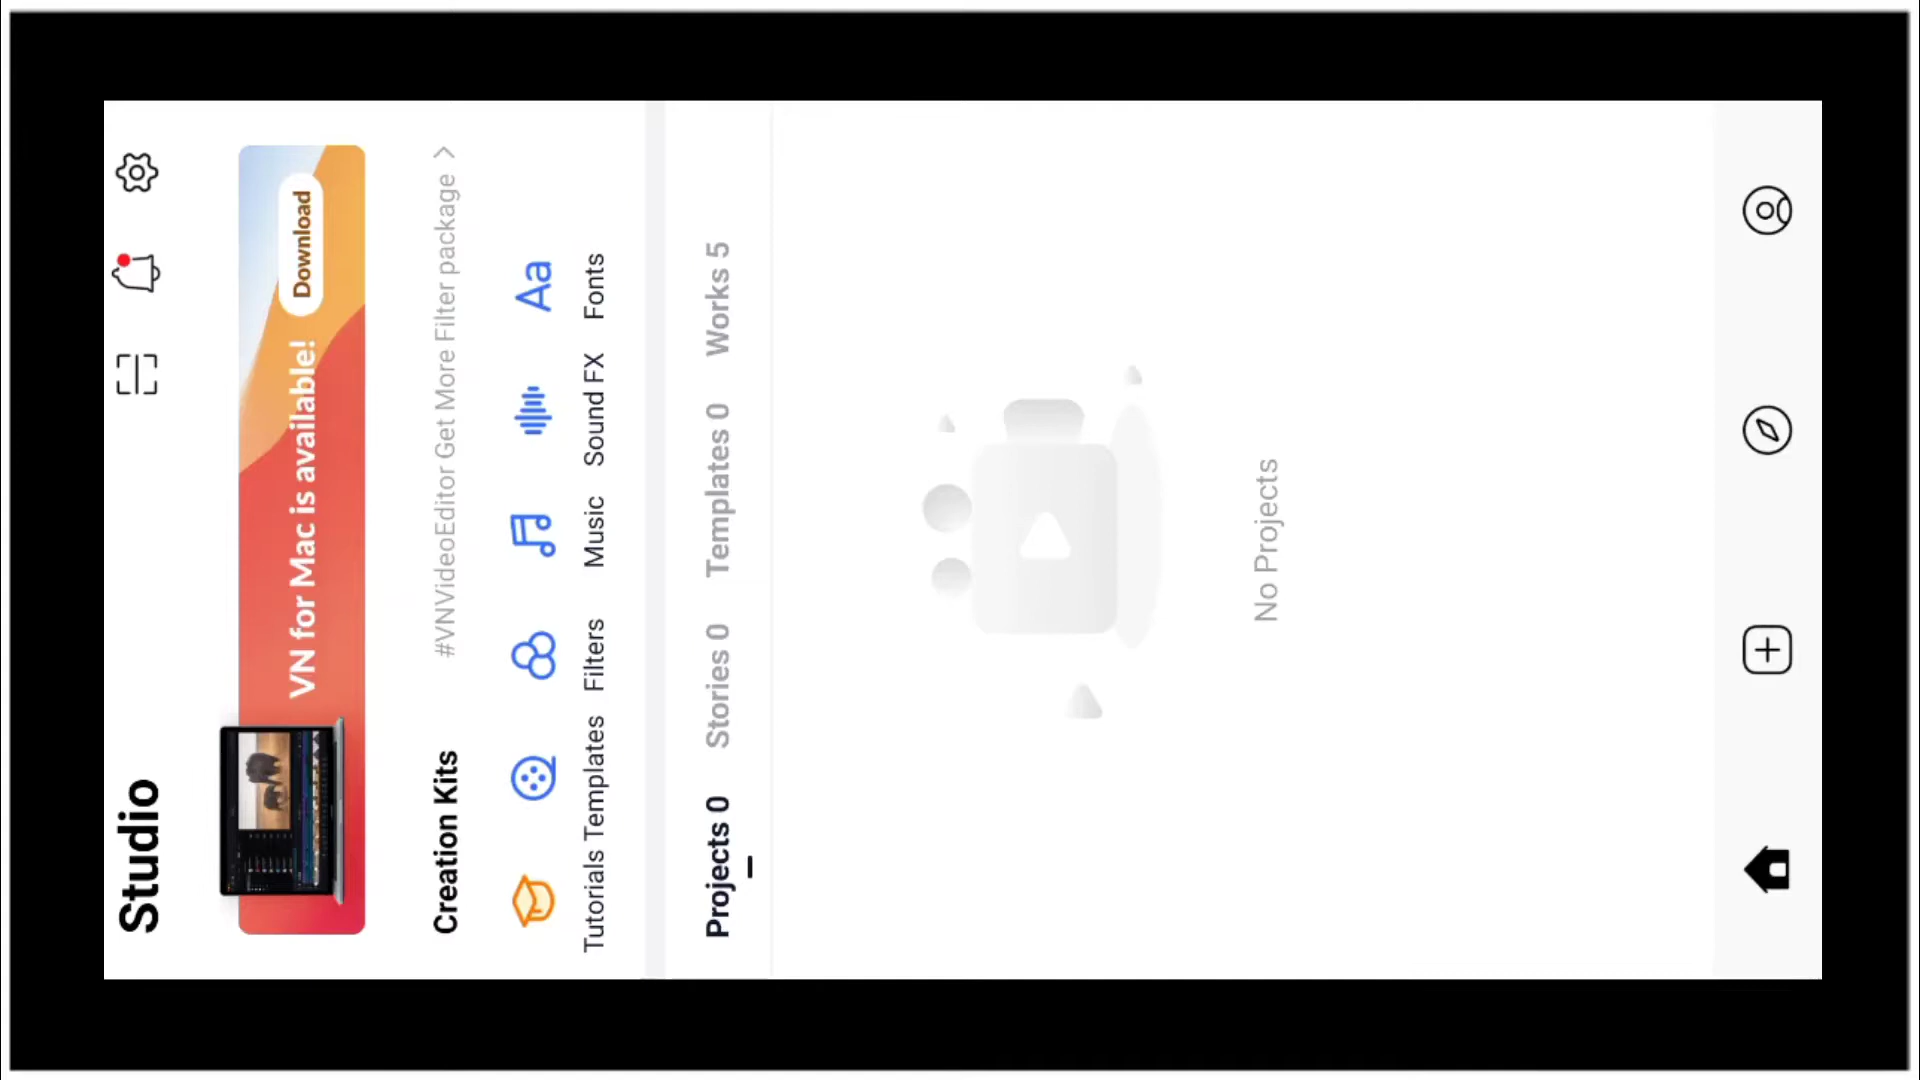 Studio
VN for Mac is available!
Download
Creation Kits
#VNVideoEditor Get More Filter package >
Tutorials
Templates
Filters
Music
Aa
Sound FX
Fonts
Projects 0
Stories 0
Templates 0
Works 5
No Projects